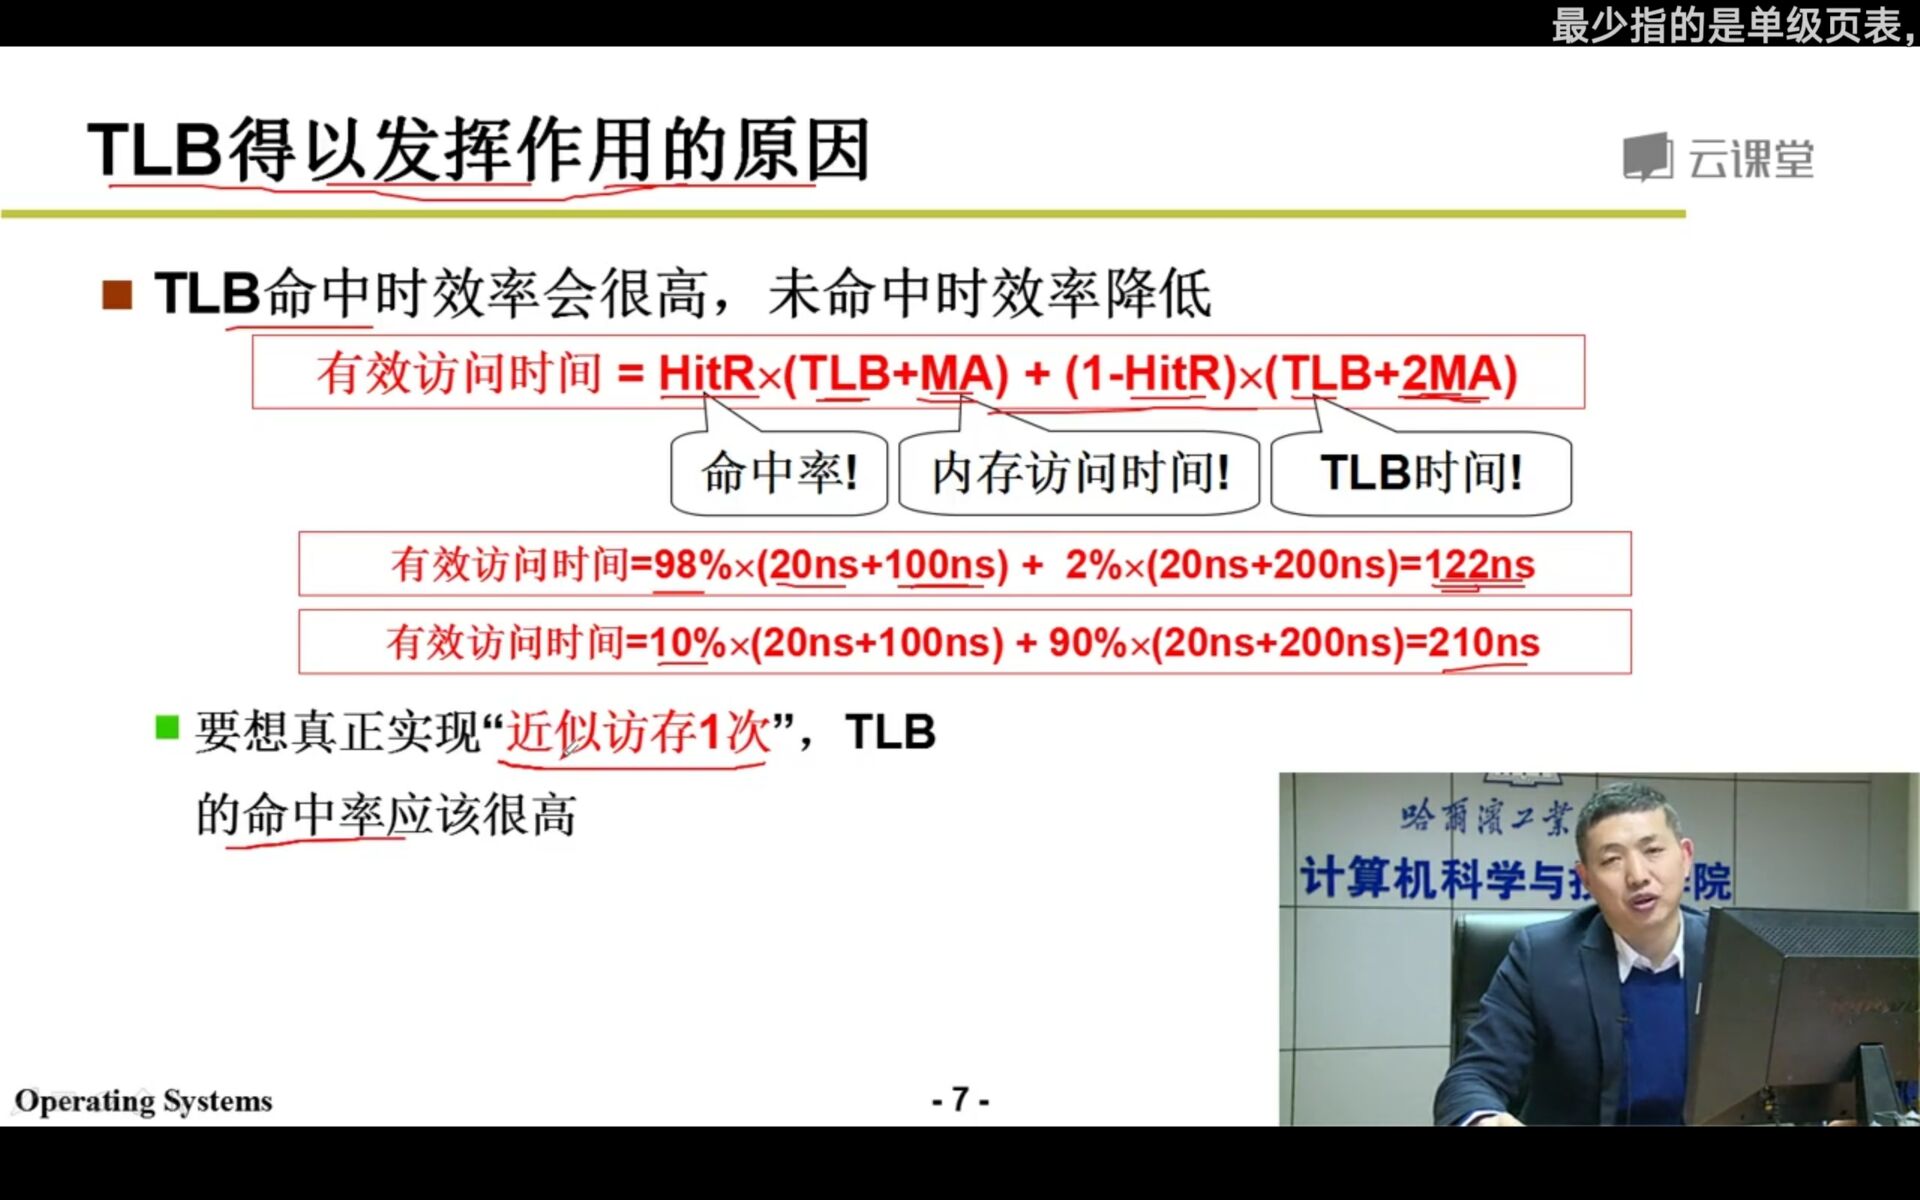 最少指的是单级页表,
TLB得以发挥作用的原因
云课堂
TLB命中时效率会很高，未命中时效率降低
有效访问时间 = HitR×(TLB+MA) + (1-HitR)×(TLB+2MA)
命中率!
内存访问时间!
TLB时间!
有效访问时间=98%×(20ns+100ns) + 2%×(20ns+200ns)=122ns
有效访问时间=10%×(20ns+100ns) + 90%×(20ns+200ns)=210ns
要想真正实现“近似访存1次”，TLB
的命中率应该很高
哈爾濱工業
计算机科学与技 院
Operating Systems
- 7 -